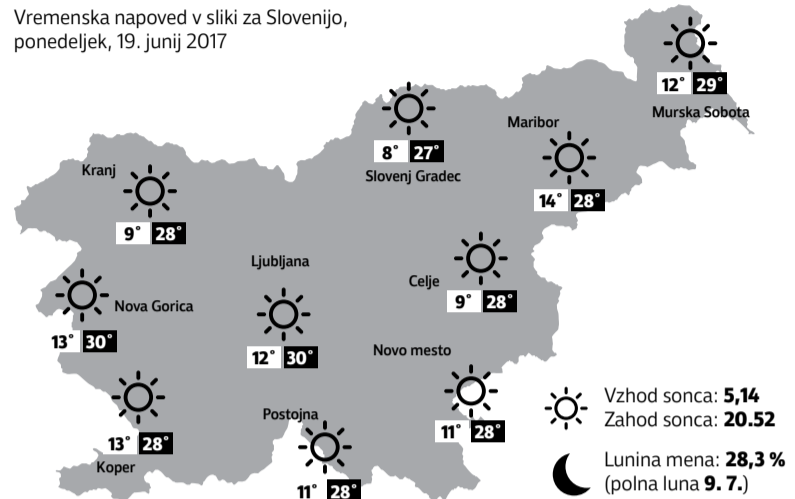 Vremenska napoved v sliki za Slovenijo,
ponedeljek, 19. junij 2017
12° 29°
Murska Sobota
8° 27°
Slovenj Gradec
Maribor
14° 28°
Kranj
9° 28°
Ljubljana
12° 30°
Celje
9° 28°
Nova Gorica
13° 30°
Novo mesto
11° 28°
13° 28°
Koper
Postojna
11° 28°
Vzhod sonca: 5,14
Zahod sonca: 20.52
Lunina mena: 28,3 %
(polna luna 9. 7.)